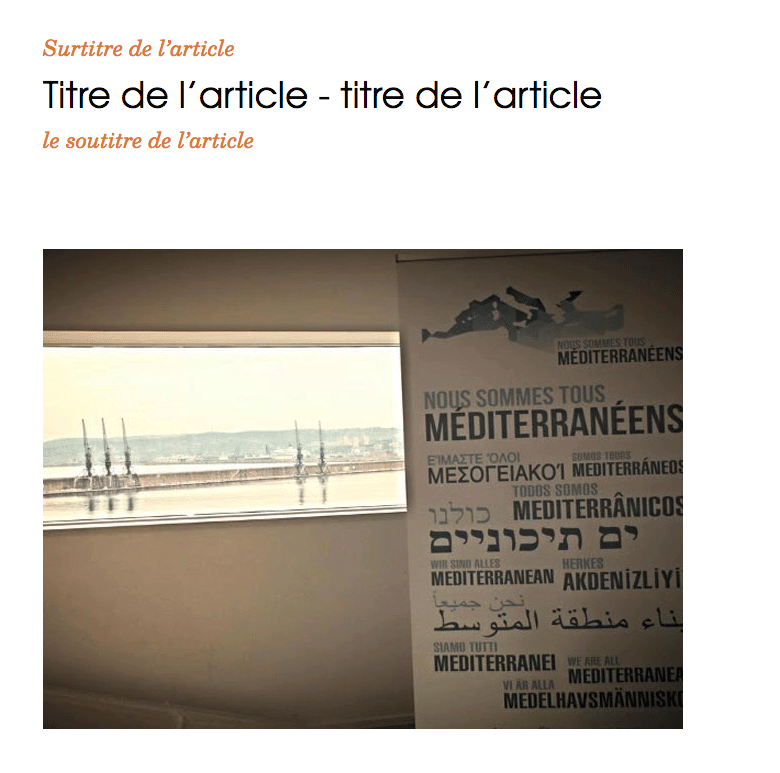 Surtitre de l’article
Titre de l’article - titre de l’article
le soutitre de l’article
NOUS SOMMES TOUS
MÉDITERRANÉENS
NOUS SOMMES TOUS
MÉDITERRANÉENS
ΕΊΜΑΣΤΕ ΌΛΟΙ
ΜΕΣΟΓΕΙΑΚΟΊ
SOMOS TODOS
MEDITERRÁNEOS
TODOS SOMOS
MEDITERRÂNICOS
כולנו
ים תיכוניים
WIR SIND ALLES
MEDITERRANEAN
HERKES
AKDENİZLİYİ
نحن جميعاً
بناء منطقة المتوسط
SIAMO TUTTI
MEDITERRANEI
WE ARE ALL
MEDITERRANEA
VI ÄR ALLA
MEDELHAVSMÄNNISKO